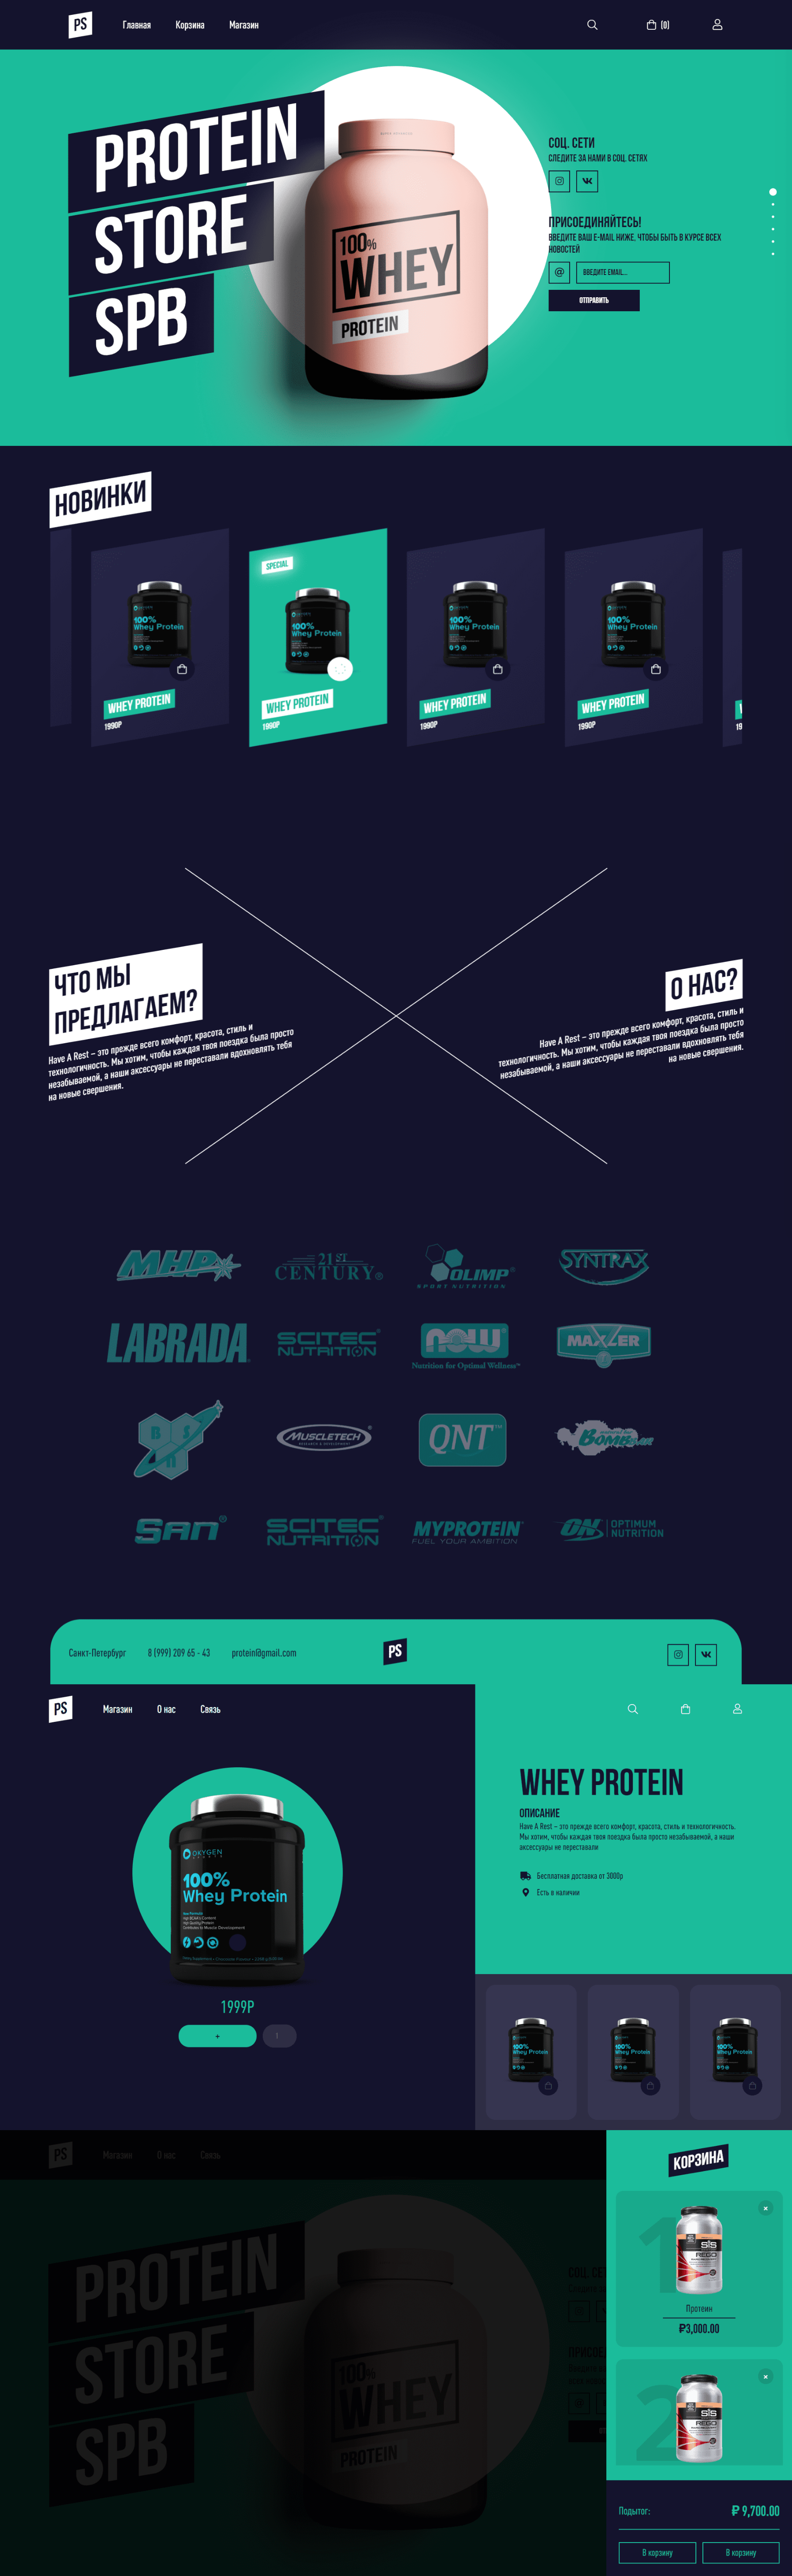 PS
Главная
Корзина
Магазин
(0)
PROTEIN
STORE
SPB
100%
WHEY
PROTEIN
СОЦ. СЕТИ
СЛЕДИТЕ ЗА НАМИ В СОЦ. СЕТЯХ
ПРИСОЕДИНЯЙТЕСЬ!
ВВЕДИТЕ ВАШ E-MAIL НИЖЕ, ЧТОБЫ БЫТЬ В КУРСЕ ВСЕХ
НОВОСТЕЙ
@
ВВЕДИТЕ EMAIL...
ОТПРАВИТЬ
НОВИНКИ
100%
Whey Protein
WHEY PROTEIN
1990Р
SPECIAL
100%
Whey Protein
WHEY PROTEIN
1990Р
100%
Whey Protein
WHEY PROTEIN
1990Р
100%
Whey Protein
WHEY PROTEIN
1990Р
ЧТО МЫ
ПРЕДЛАГАЕМ?
Have A Rest – это прежде всего комфорт, красота, стиль и
технологичность. Мы хотим, чтобы каждая твоя поездка была просто
незабываемой, а наши аксессуары не переставали вдохновлять тебя
на новые свершения.
О НАС?
Have A Rest – это прежде всего комфорт, красота, стиль и
технологичность. Мы хотим, чтобы каждая твоя поездка была просто
незабываемой, а наши аксессуары не переставали вдохновлять тебя
на новые свершения.
MHP
21ST
CENTURY®
OLIMP®
SPORT NUTRITION
SYNTRAX
LABRADA
SCITEC
NUTRITION
NOW®
Nutrition for Optimal Wellness™
MAXLER
BSN
MUSCLETECH®
RESEARCH & DEVELOPMENT
QNT™
BOMBBAR
SAN®
SCITEC
NUTRITION
MYPROTEIN™
FUEL YOUR AMBITION
ON
OPTIMUM
NUTRITION
Санкт-Петербург
8 (999) 209 65 - 43
protein@gmail.com
PS
PS
Магазин
О нас
Связь
OXYGEN
100%
Whey Protein
1999Р
+
WHEY PROTEIN
ОПИСАНИЕ
Have A Rest – это прежде всего комфорт, красота, стиль и технологичность.
Мы хотим, чтобы каждая твоя поездка была просто незабываемой, а наши
аксессуары не переставали
Бесплатная доставка от 3000р
Есть в наличии
100%
Whey Protein
100%
Whey Protein
100%
Whey Protein
PS
Магазин
О нас
Связь
PROTEIN
STORE
SPB
100%
WHEY
PROTEIN
КОРЗИНА
1
SiS
REGO
×
Протеин
₽3,000.00
2
SiS
REGO
×
Подытог:
₽ 9,700.00
В корзину
В корзину